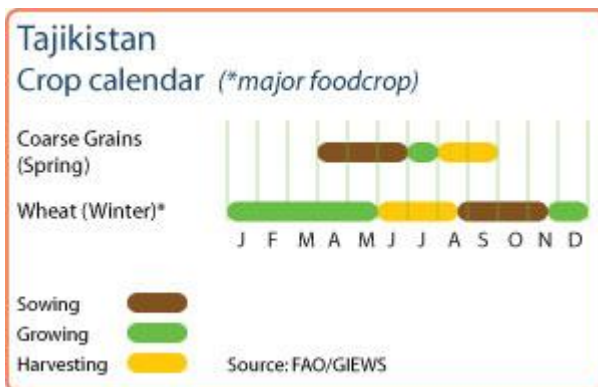 Tajikistan
Crop calendar (*major foodcrop)
Coarse Grains
(Spring)
Wheat (Winter)*
J F M A M J J A S O N D
Sowing
Growing
Harvesting
Source: FAO/GIEWS